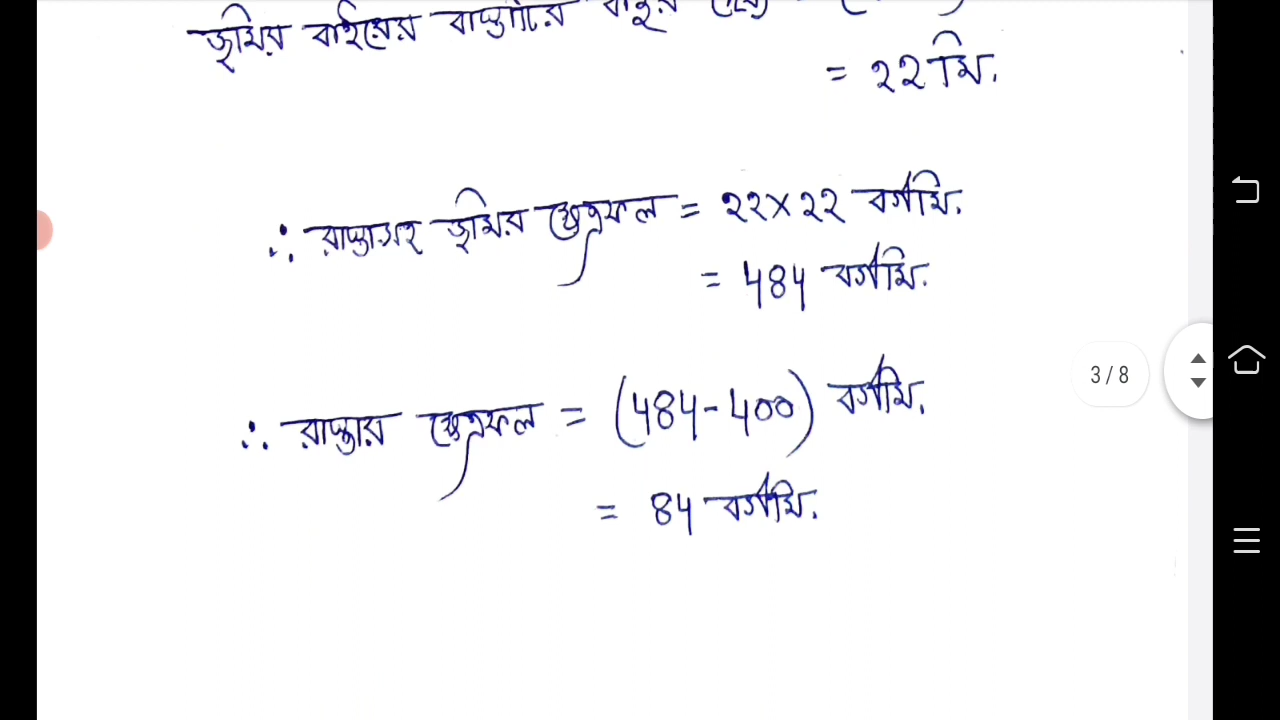 ভূমির বাইরের রাস্তাটির বাহুর
= ২২ মি.
∴ রাস্তাসহ ভূমির ক্ষেত্রফল = ২২×২২ বর্গমি.
= 484 বর্গমি.
∴ রাস্তার ক্ষেত্রফল = (484-400) বর্গমি.
= 84 বর্গমি.
3 / 8